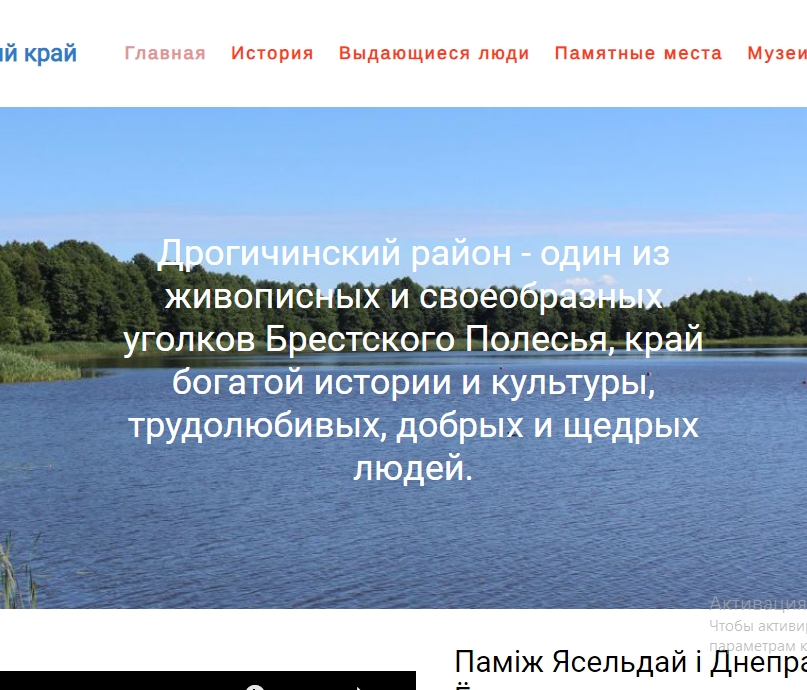 ий край Главная История Выдающиеся люди Памятные места Музеи
Дрогичинский район - один из
живописных и своеобразных
уголков Брестского Полесья, край
богатой истории и культуры,
трудолюбивых, добрых и щедрых
людей.
Активация
Чтобы активир
параметрам к
Паміж Ясельдай і Днепра